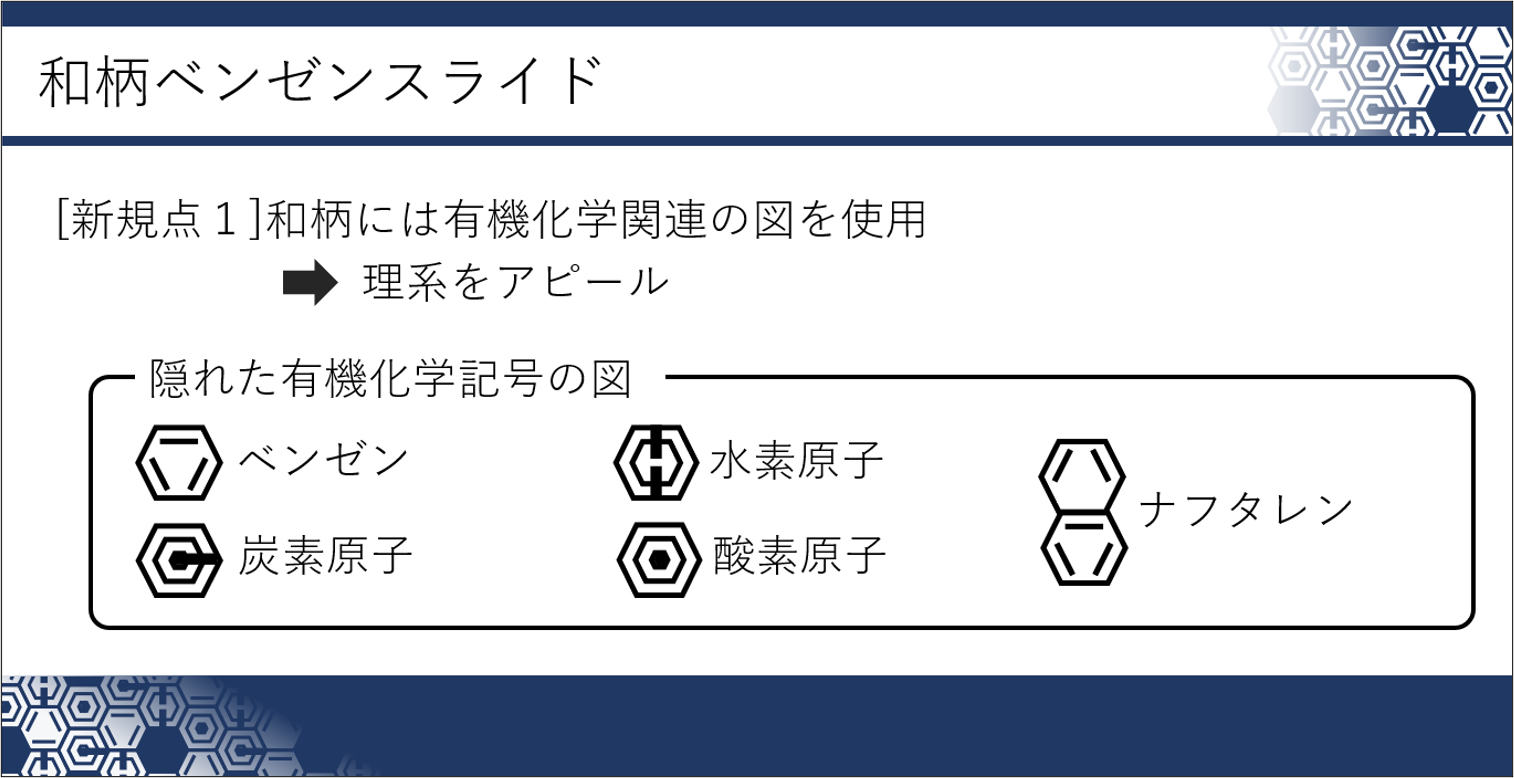 和柄ベンゼンスライド
[新規点１]和柄には有機化学関連の図を使用
理系をアピール
隠れた有機化学記号の図
ベンゼン
水素原子
ナフタレン
炭素原子
酸素原子